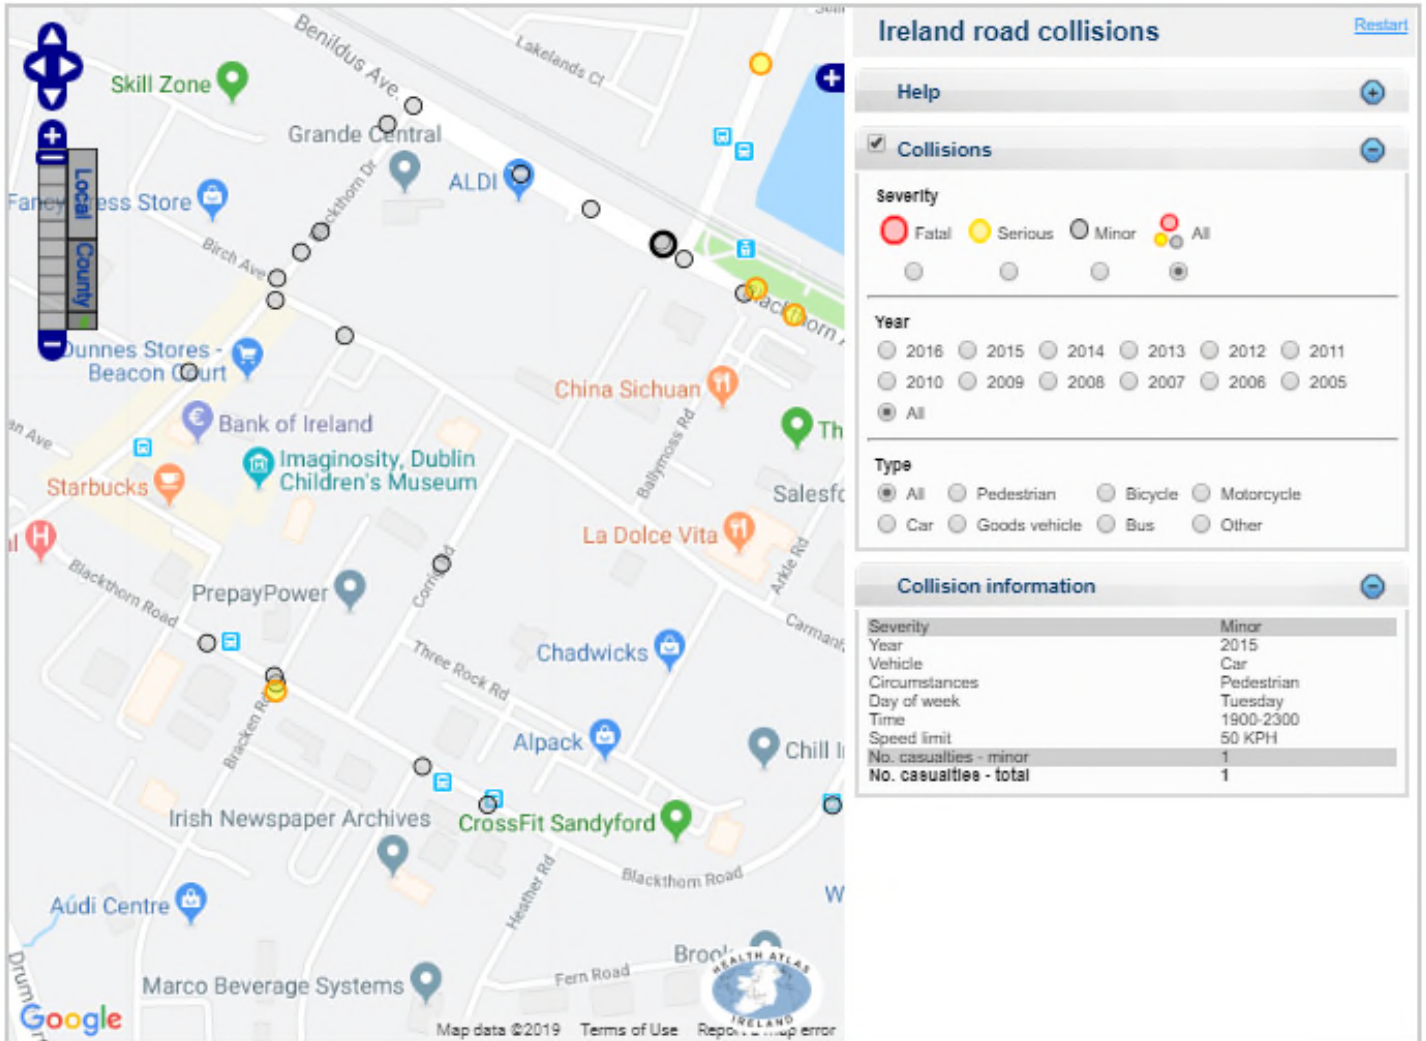 Benildus Ave.
Lakelands Cl
Skill Zone
Grande Central
ALDI
Local
County
Blackthorn Dr
Birch Ave
Dunnes Stores -
Beacon Court
China Sichuan
Bank of Ireland
Imaginosity, Dublin
Children's Museum
Starbucks
Ballymoss Rd
La Dolce Vita
Arkle Rd
H
Blackthorn Road
PrepayPower
Three Rock Rd
Chadwicks
Bracken Rd
Alpack
Irish Newspaper Archives
CrossFit Sandyford
Blackthorn Road
Heather Rd
Audi Centre
Fern Road
Marco Beverage Systems
HEALTH ATLAS
IRELAND
Google
Map data ©2019 Terms of Use
Ireland road collisions
Restart
Help
Collisions
Severity
Fatal Serious Minor All
Year
2016 2015 2014 2013 2012 2011
2010 2009 2008 2007 2006 2005
All
Type
All Pedestrian Bicycle Motorcycle
Car Goods vehicle Bus Other
Collision information
Severity Minor
Year 2015
Vehicle Car
Circumstances Pedestrian
Day of week Tuesday
Time 1900-2300
Speed limit 50 KPH
No. casualties - minor 1
No. casualties - total 1